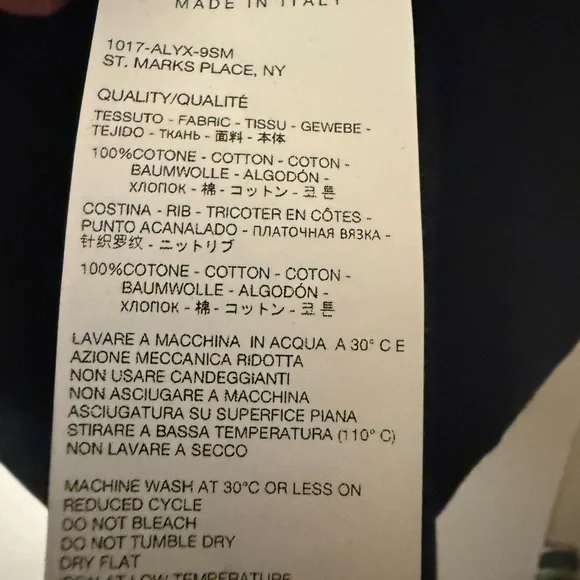 MADE IN ITALY
1017-ALYX-9SM
ST. MARKS PLACE, NY
QUALITY/QUALITÉ
TESSUTO - FABRIC - TISSU - GEWEBE -
TEJIDO - ТКАНЬ - 面料 - 本体
100%COTONE - COTTON - COTON -
BAUMWOLLE - ALGODÓN -
ХЛОПОК - 棉 - コットン - 코튼
COSTINA - RIB - TRICOTER EN CÔTES -
PUNTO ACANALADO - ПЛАТОЧНАЯ ВЯЗКА -
针织罗纹 - ニットリブ
100%COTONE - COTTON - COTON -
BAUMWOLLE - ALGODÓN -
ХЛОПОК - 棉 - コットン - 코튼
LAVARE A MACCHINA IN ACQUA A 30° C E
AZIONE MECCANICA RIDOTTA
NON USARE CANDEGGIANTI
NON ASCIUGARE A MACCHINA
ASCIUGATURA SU SUPERFICE PIANA
STIRARE A BASSA TEMPERATURA (110° C)
NON LAVARE A SECCO
MACHINE WASH AT 30°C OR LESS ON
REDUCED CYCLE
DO NOT BLEACH
DO NOT TUMBLE DRY
DRY FLAT
IRON AT LOW TEMPERATURE